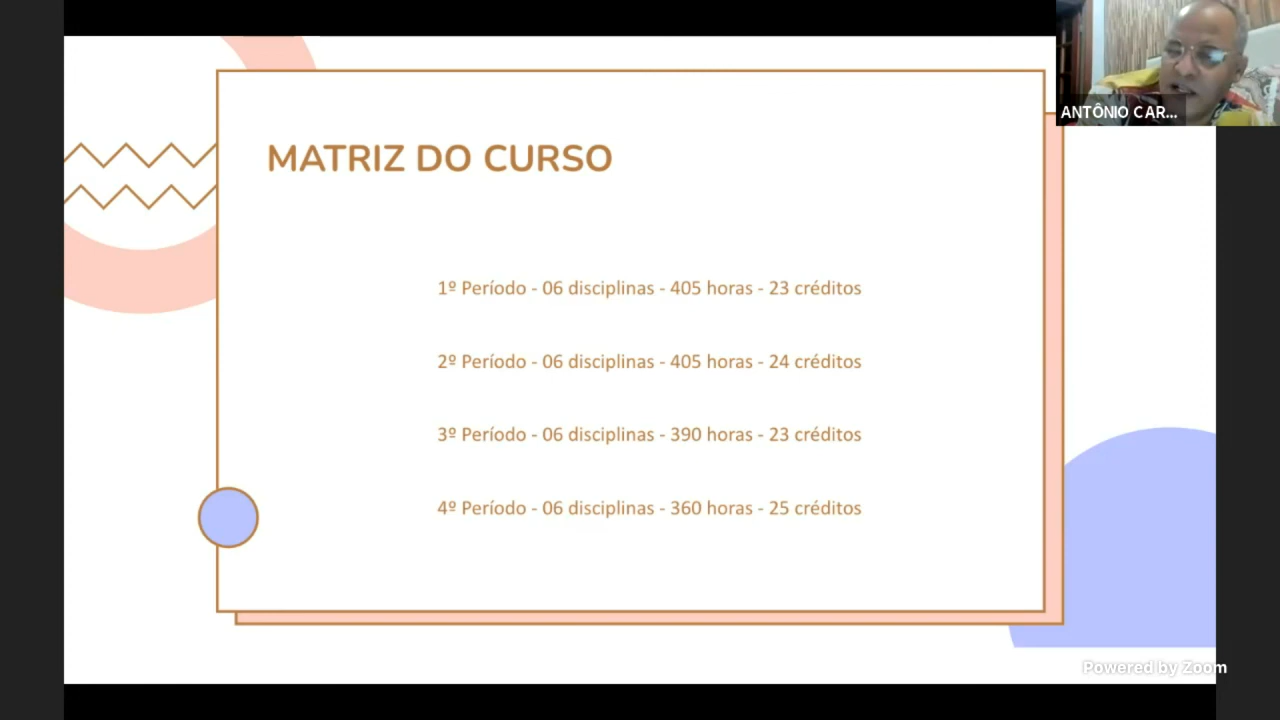 ANTÔNIO CAR...
MATRIZ DO CURSO
1º Período - 06 disciplinas - 405 horas - 23 créditos
2º Período - 06 disciplinas - 405 horas - 24 créditos
3º Período - 06 disciplinas - 390 horas - 23 créditos
4º Período - 06 disciplinas - 360 horas - 25 créditos
Powered by Zoom